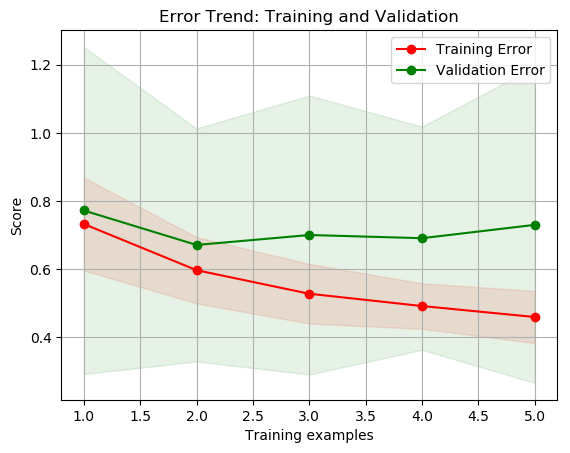 Error Trend: Training and Validation
Training Error
Validation Error
1.2
1.0
0.8
0.6
0.4
Score
1.0 1.5 2.0 2.5 3.0 3.5 4.0 4.5 5.0
Training examples